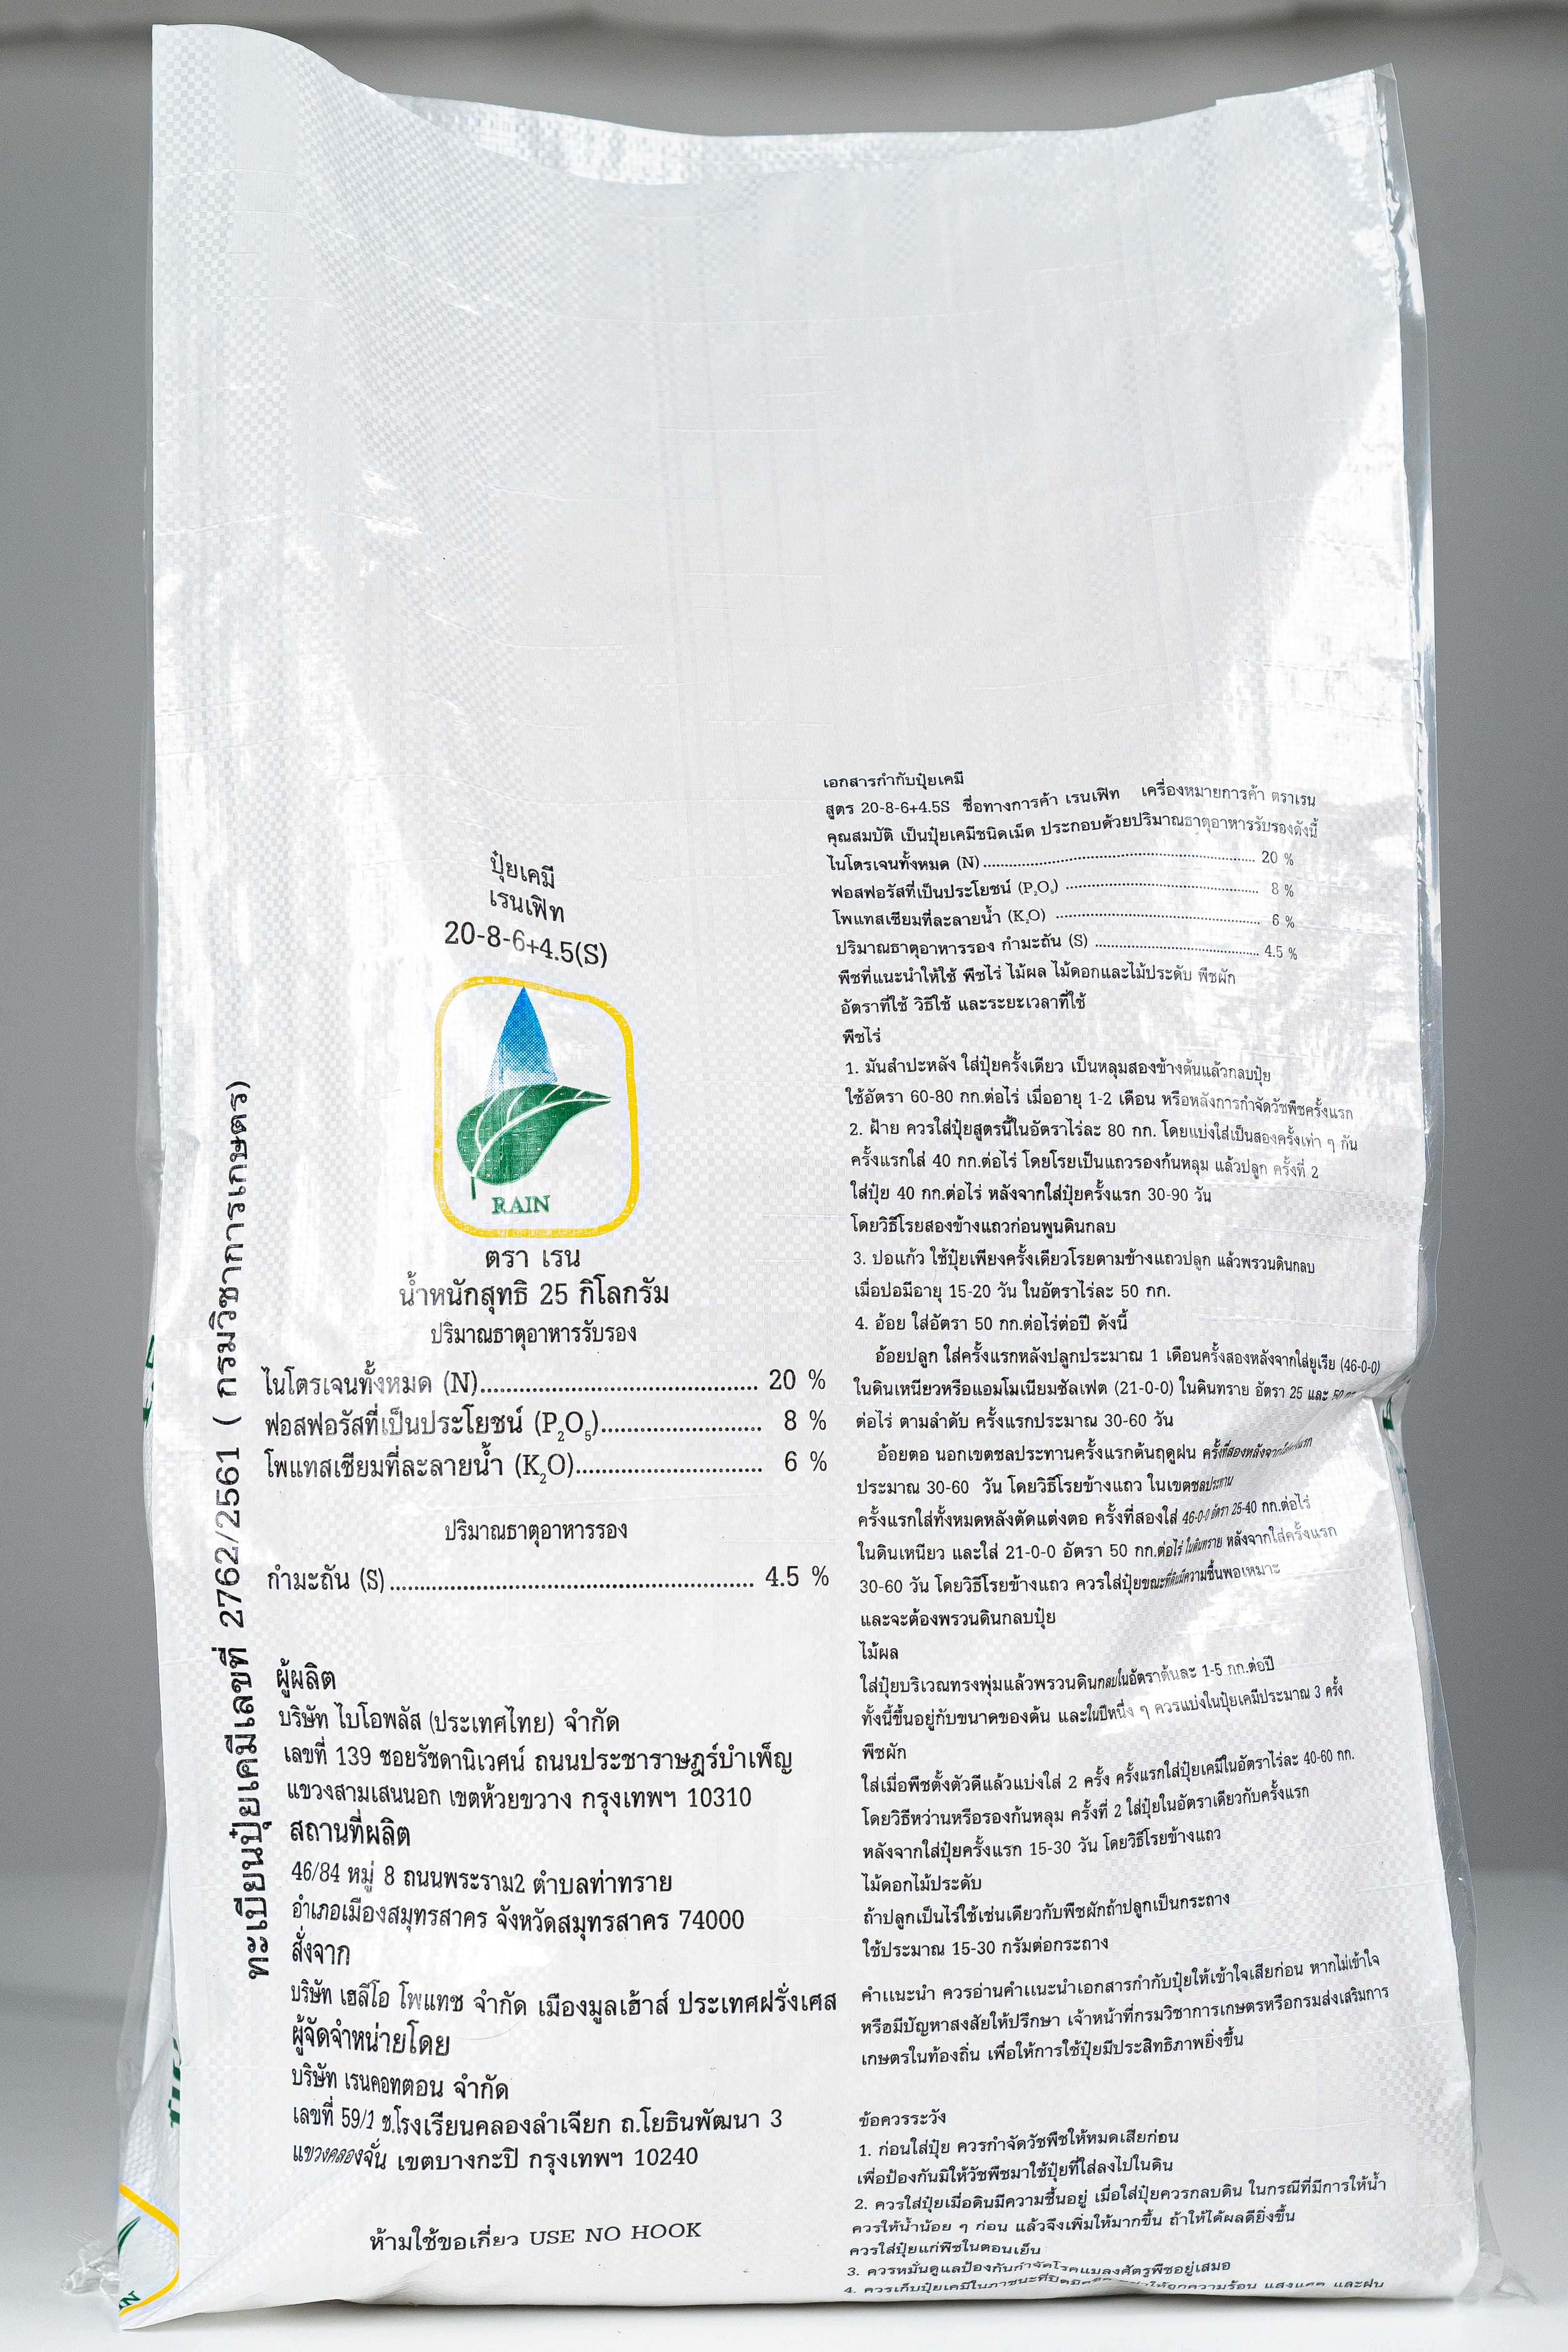 ทะเบียนปุ๋ยเคมีเลขที่ 2762/2561 ( กรมวิชาการเกษตร)
ปุ๋ยเคมี
เรนเฟิท
20-8-6+4.5(S)
RAIN
ตรา เรน
น้ำหนักสุทธิ 25 กิโลกรัม
ปริมาณธาตุอาหารรับรอง
ไนโตรเจนทั้งหมด (N)............................................... 20 %
ฟอสฟอรัสที่เป็นประโยชน์ (P₂O₅)........................... 8 %
โพแทสเซียมที่ละลายน้ำ (K₂O)................................ 6 %
ปริมาณธาตุอาหารรอง
กำมะถัน (S)............................................................. 4.5 %
ผู้ผลิต
บริษัท ไบโอพลัส (ประเทศไทย) จำกัด
เลขที่ 139 ซอยรัชดานิเวศน์ ถนนประชาราษฎร์บำเพ็ญ
แขวงสามเสนนอก เขตห้วยขวาง กรุงเทพฯ 10310
สถานที่ผลิต
46/84 หมู่ 8 ถนนพระราม2 ตำบลท่าทราย
อำเภอเมืองสมุทรสาคร จังหวัดสมุทรสาคร 74000
สั่งจาก
บริษัท เฮลีโอ โพแทช จำกัด เมืองมูลเฮ้าส์ ประเทศฝรั่งเศส
ผู้จัดจำหน่ายโดย
บริษัท เรนคอทตอน จำกัด
เลขที่ 59/1 ซ.โรงเรียนคลองลำเจียก ถ.โยธินพัฒนา 3
แขวงคลองจั่น เขตบางกะปิ กรุงเทพฯ 10240
ห้ามใช้ขอเกี่ยว USE NO HOOK
เอกสารกำกับปุ๋ยเคมี
สูตร 20-8-6+4.5S ชื่อทางการค้า เรนเฟิท เครื่องหมายการค้า ตราเรน
คุณสมบัติ เป็นปุ๋ยเคมีชนิดเม็ด ประกอบด้วยปริมาณธาตุอาหารรับรองดังนี้
ไนโตรเจนทั้งหมด (N)............................................................ 20 %
ฟอสฟอรัสที่เป็นประโยชน์ (P₂O₅) .......................................... 8 %
โพแทสเซียมที่ละลายน้ำ (K₂O) ............................................. 6 %
ปริมาณธาตุอาหารรอง กำมะถัน (S) ..................................... 4.5 %
พืชที่แนะนำให้ใช้ พืชไร่ ไม้ผล ไม้ดอกและไม้ประดับ พืชผัก
อัตราที่ใช้ วิธีใช้ และระยะเวลาที่ใช้
พืชไร่
1. มันสำปะหลัง ใส่ปุ๋ยครั้งเดียว เป็นหลุมสองข้างต้นแล้วกลบปุ๋ย
ใช้อัตรา 60-80 กก.ต่อไร่ เมื่ออายุ 1-2 เดือน หรือหลังการกำจัดวัชพืชครั้งแรก
2. ฝ้าย ควรใส่ปุ๋ยสูตรนี้ในอัตราไร่ละ 80 กก. โดยแบ่งใส่เป็นสองครั้งเท่า ๆ กัน
ครั้งแรกใส่ 40 กก.ต่อไร่ โดยโรยเป็นแถวรองก้นหลุม แล้วปลูก ครั้งที่ 2
ใส่ปุ๋ย 40 กก.ต่อไร่ หลังจากใส่ปุ๋ยครั้งแรก 30-90 วัน
โดยวิธีโรยสองข้างแถวก่อนพูนดินกลบ
3. ปอแก้ว ใช้ปุ๋ยเพียงครั้งเดียวโรยตามข้างแถวปลูก แล้วพรวนดินกลบ
เมื่อปอมีอายุ 15-20 วัน ในอัตราไร่ละ 50 กก.
4. อ้อย ใส่อัตรา 50 กก.ต่อไร่ต่อปี ดังนี้
อ้อยปลูก ใส่ครั้งแรกหลังปลูกประมาณ 1 เดือนครั้งสองหลังจากใส่ยูเรีย (46-0-0)
ในดินเหนียวหรือแอมโมเนียมซัลเฟต (21-0-0) ในดินทราย อัตรา 25 และ 50
ต่อไร่ ตามลำดับ ครั้งแรกประมาณ 30-60 วัน
อ้อยตอ นอกเขตชลประทานครั้งแรกต้นฤดูฝน ครั้งที่สองหลังจากใส่ครั้งแรก
ประมาณ 30-60 วัน โดยวิธีโรยข้างแถว ในเขตชลประทาน
ครั้งแรกใส่ทั้งหมดหลังตัดแต่งตอ ครั้งที่สองใส่ 46-0-0 อัตรา 25-40 กก.ต่อไร่
ในดินเหนียว และใส่ 21-0-0 อัตรา 50 กก.ต่อไร่ ในดินทราย หลังจากใส่ครั้งแรก
30-60 วัน โดยวิธีโรยข้างแถว ควรใส่ปุ๋ยขณะที่ดินมีความชื้นพอเหมาะ
และจะต้องพรวนดินกลบปุ๋ย
ไม้ผล
ใส่ปุ๋ยบริเวณทรงพุ่มแล้วพรวนดินกลบในอัตราต้นละ 1-5 กก.ต่อปี
ทั้งนี้ขึ้นอยู่กับขนาดของต้น และในปีหนึ่ง ๆ ควรแบ่งในปุ๋ยเคมีประมาณ 3 ครั้ง
พืชผัก
ใส่เมื่อพืชตั้งตัวดีแล้วแบ่งใส่ 2 ครั้ง ครั้งแรกใส่ปุ๋ยเคมีในอัตราไร่ละ 40-60 กก.
โดยวิธีหว่านหรือรองก้นหลุม ครั้งที่ 2 ใส่ปุ๋ยในอัตราเดียวกับครั้งแรก
หลังจากใส่ปุ๋ยครั้งแรก 15-30 วัน โดยวิธีโรยข้างแถว
ไม้ดอกไม้ประดับ
ถ้าปลูกเป็นไร่ใช้เช่นเดียวกับพืชผักถ้าปลูกเป็นกระถาง
ใช้ประมาณ 15-30 กรัมต่อกระถาง
คำแนะนำ ควรอ่านคำแนะนำเอกสารกำกับปุ๋ยให้เข้าใจเสียก่อน หากไม่เข้าใจ
หรือมีปัญหาสงสัยให้ปรึกษา เจ้าหน้าที่กรมวิชาการเกษตรหรือกรมส่งเสริมการ
เกษตรในท้องถิ่น เพื่อให้การใช้ปุ๋ยมีประสิทธิภาพยิ่งขึ้น
ข้อควรระวัง
1. ก่อนใส่ปุ๋ย ควรกำจัดวัชพืชให้หมดเสียก่อน
เพื่อป้องกันมิให้วัชพืชมาใช้ปุ๋ยที่ใส่ลงไปในดิน
2. ควรใส่ปุ๋ยเมื่อดินมีความชื้นอยู่ เมื่อใส่ปุ๋ยควรกลบดิน ในกรณีที่มีการให้น้ำ
ควรให้น้ำน้อย ๆ ก่อน แล้วจึงเพิ่มให้มากขึ้น ถ้าให้ได้ผลดียิ่งขึ้น
ควรใส่ปุ๋ยแก่พืชในตอนเย็น
3. ควรหมั่นดูแลป้องกันกำจัดโรคแมลงศัตรูพืชอยู่เสมอ
4. ควรเก็บปุ๋ยเคมีในภาชนะที่ปิดมิดชิด ความร้อน แสงแดด และฝน